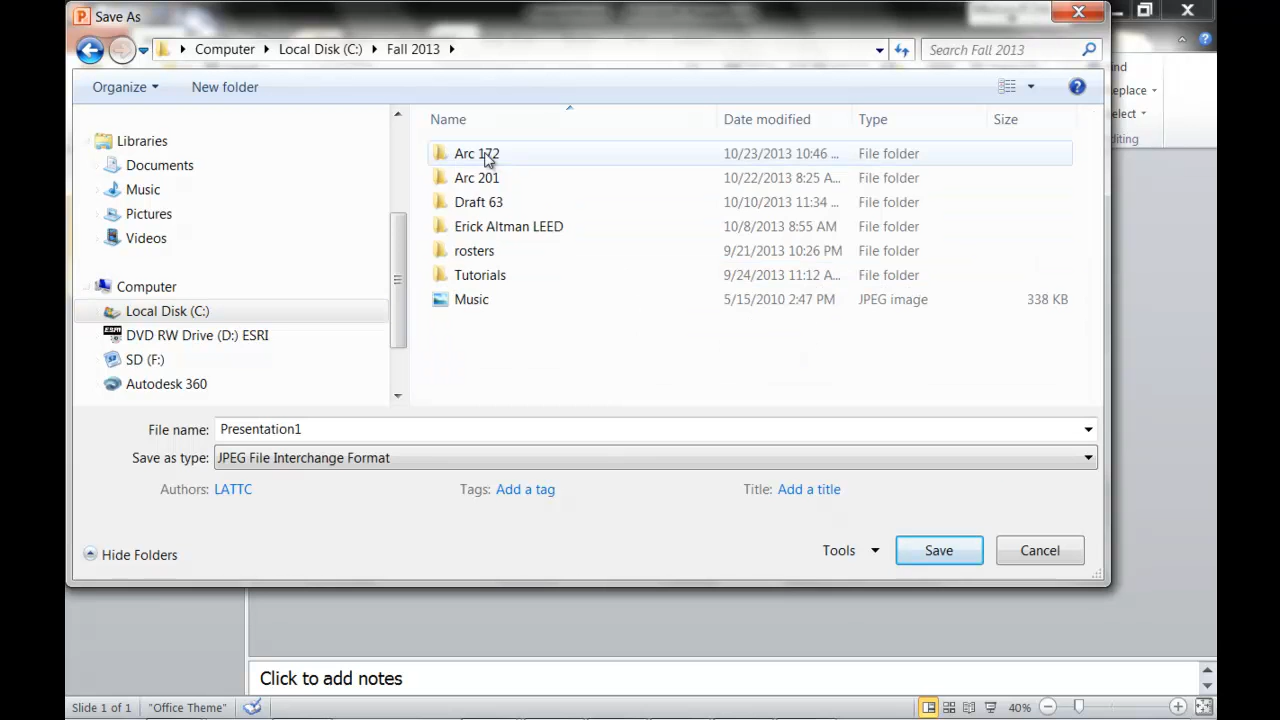 Save As
Computer Local Disk (C:) Fall 2013 Search Fall 2013
Organize New folder
Name Date modified Type Size
Libraries
Documents
Music
Pictures
Videos
Computer
Local Disk (C:)
DVD RW Drive (D:) ESRI
SD (F:)
Autodesk 360
Arc 172 10/23/2013 10:46 ... File folder
Arc 201 10/22/2013 8:25 A... File folder
Draft 63 10/10/2013 11:34 ... File folder
Erick Altman LEED 10/8/2013 8:55 AM File folder
rosters 9/21/2013 10:26 PM File folder
Tutorials 9/24/2013 11:12 A... File folder
Music 5/15/2010 2:47 PM JPEG image 338 KB
File name: Presentation1
Save as type: JPEG File Interchange Format
Authors: LATTC Tags: Add a tag Title: Add a title
Hide Folders Tools Save Cancel
ind
eplace
elect
diting
Click to add notes
Slide 1 of 1 "Office Theme" 40%